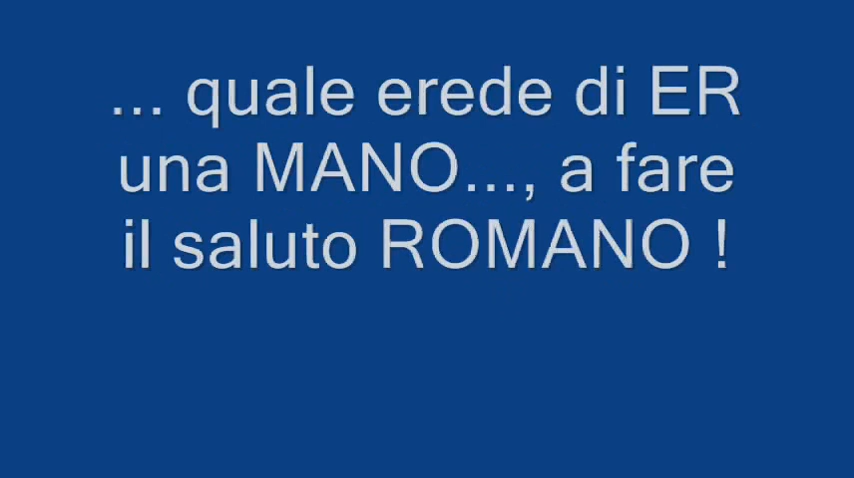 ... quale erede di ER
una MANO..., a fare
il saluto ROMANO !